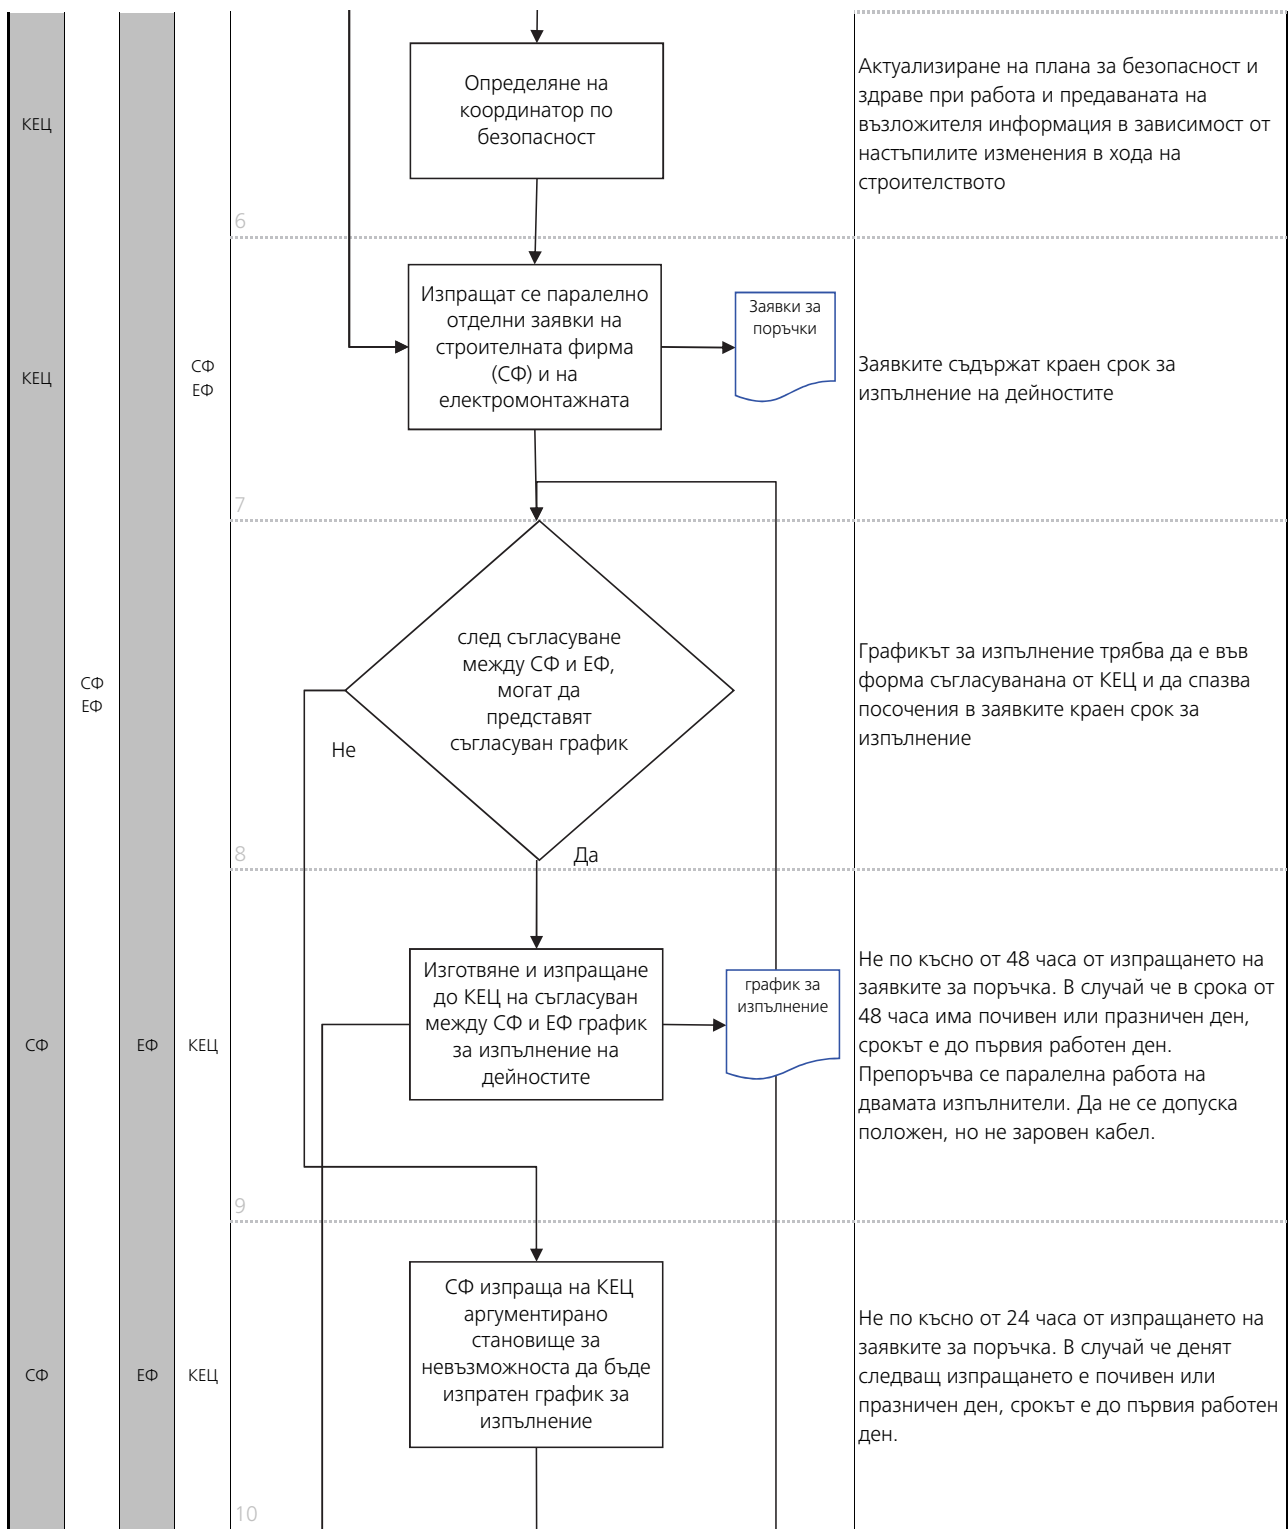 КЕЦ
Определяне на
координатор по
безопасност
Актуализиране на плана за безопасност и
здраве при работа и предаваната на
възложителя информация в зависимост от
настъпилите изменения в хода на
строителството
6
КЕЦ
СФ
ЕФ
Изпращат се паралелно
отделни заявки на
строителната фирма
(СФ) и на
електромонтажната
Заявки за
поръчки
Заявките съдържат краен срок за
изпълнение на дейностите
7
СФ
ЕФ
след съгласуване
между СФ и ЕФ,
могат да
представят
съгласуван график
Не
Да
Графикът за изпълнение трябва да е във
форма съгласуванана от КЕЦ и да спазва
посочения в заявките краен срок за
изпълнение
8
СФ
ЕФ
КЕЦ
Изготвяне и изпращане
до КЕЦ на съгласуван
между СФ и ЕФ график
за изпълнение на
дейностите
график за
изпълнение
Не по късно от 48 часа от изпращането на
заявките за поръчка. В случай че в срока от
48 часа има почивен или празничен ден,
срокът е до първия работен ден.
Препоръчва се паралелна работа на
двамата изпълнители. Да не се допуска
положен, но не заровен кабел.
9
СФ
ЕФ
КЕЦ
СФ изпраща на КЕЦ
аргументирано
становище за
невъзможноста да бъде
изпратен график за
изпълнение
Не по късно от 24 часа от изпращането на
заявките за поръчка. В случай че денят
следващ изпращането е почивен или
празничен ден, срокът е до първия работен
ден.
10